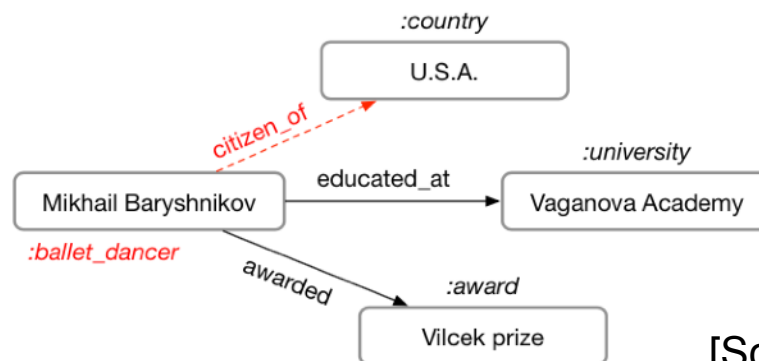 :country
U.S.A.
citizen_of
:university
educated_at
Mikhail Baryshnikov
Vaganova Academy
:ballet_dancer
awarded
:award
Vilcek prize